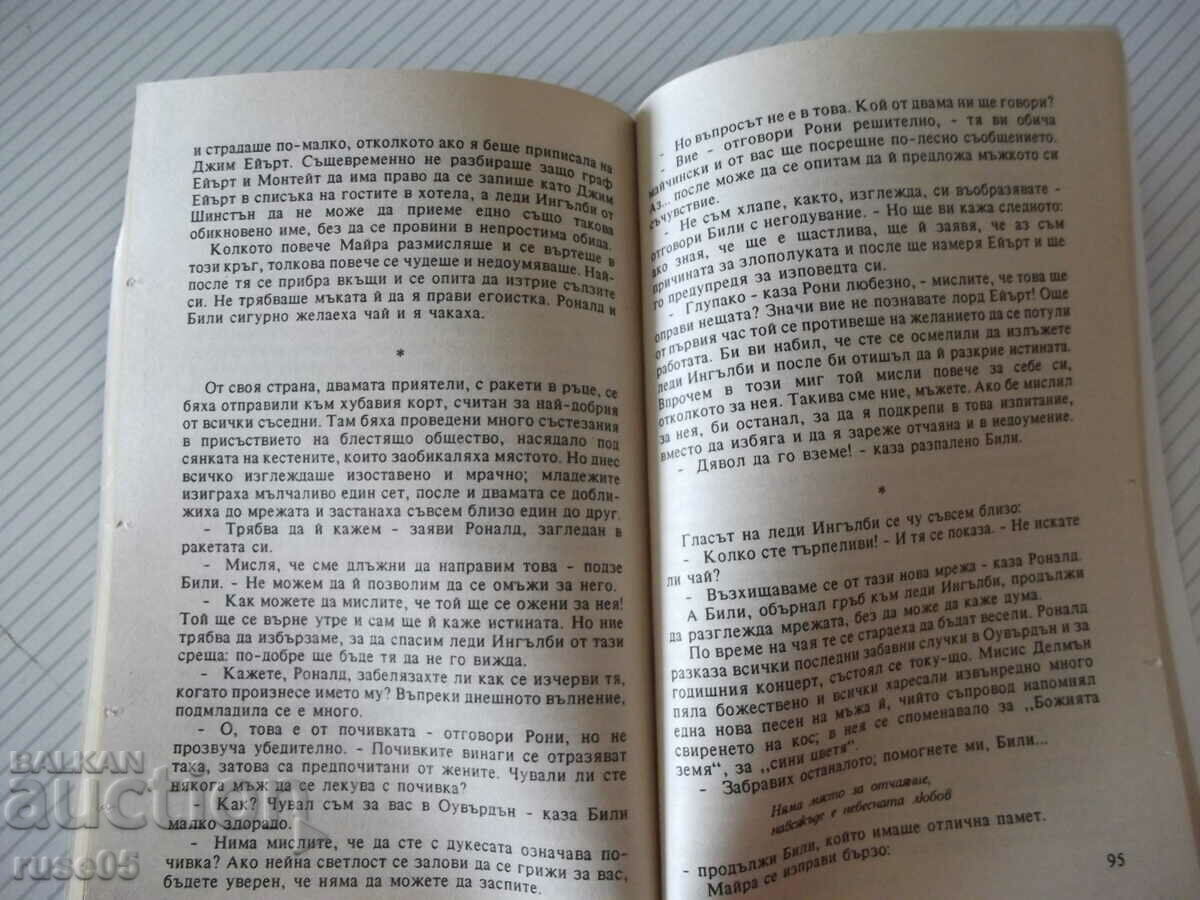 и страдаше по-малко, отколкото ако я беше приписала на
Джим Ейърт. Същевременно не разбираше защо граф
Ейърт и Монтейт да има право да се запише като Джим
Ейърт в списъка на гостите в хотела, а леди Ингълби от
Шинстън да не може да приеме едно също такова
обикновено име, без да се провини в непростима обида.
Колкото повече Майра размисляше и се въртеше в
този кръг, толкова повече се чудеше и недоумяваше. Най-
после тя се прибра вкъщи и се опита да изтрие сълзите
си. Не трябваше мъката й да я прави егоистка. Роналд и
Били сигурно желаеха чай и я чакаха.
*
От своя страна, двамата приятели, с ракети в ръце, се
бяха отправили към хубавия корт, считан за най-добрия
от всички съседни. Там бяха проведени много състезания
в присъствието на блестящо общество, насядало под
сянката на кестените, които заобикаляха мястото. Но днес
всичко изглеждаше изоставено и мрачно; младежите
изиграха мълчаливо един сет, после и двамата се добли-
жиха до мрежата и застанаха съвсем близо един до друг.
- Трябва да й кажем - заяви Роналд, загледан в
ракетата си.
- Мисля, че сме длъжни да направим това - подзе
Били. - Не можем да й позволим да се омъжи за него.
- Как можете да мислите, че той ще се ожени за нея!
Той ще се върне утре и сам ще й каже истината. Но ние
трябва да избързаме, за да спасим леди Ингълби от тази
среща: по-добре ще бъде тя да не го вижда.
- Кажете, Роналд, забелязахте ли как се изчерви тя,
когато произнесе името му? Въпреки днешното вълнение,
подмладила се е много.
- О, това е от почивката - отговори Рони, но не
прозвуча убедително. - Почивките винаги се отразяват
така, затова са предпочитани от жените. Чували ли сте
някога мъж да се лекува с почивка?
- Как? Чувал съм за вас в Оувърдън - каза Били
малко злорадо.
- Нима мислите, че да сте с дукесата означава по-
чивка? Ако нейна светлост се залови да се грижи за вас,
бъдете уверен, че няма да можете да заспите.
- Но въпросът не е в това. Кой от двама ни ще говори?
- Вие - отговори Рони решително, - тя ви обича
майчински и от вас ще посрещне по-лесно съобщението.
Аз... после може да се опитам да й предложа мъжкото си
съчувствие.
- Не съм хлапе, както, изглежда, си въобразявате -
отговори Били с негодувание. - Но ще ви кажа следното:
ако зная, че ще е щастлива, ще й заявя, че аз съм
причината за злополуката и после ще намеря Ейърт и ще
го предупредя за изповедта си.
- Глупако - каза Рони любезно, - мислите, че това ще
оправи нещата? Значи вие не познавате лорд Ейърт! Още
от първия час той се противеше на желанието да се потули
работата. Би ви набил, че сте се осмелили да излъжете
леди Ингълби и после би отишъл да й разкрие истината.
Впрочем в този миг той мисли повече за себе си,
отколкото за нея. Такива сме ние, мъжете. Ако бе мислил
за нея, би останал, за да я подкрепи в това изпитание,
вместо да избяга и да я зареже отчаяна и в недоумение.
- Дявол да го вземе! - каза разпалено Били.
*
Гласът на леди Ингълби се чу съвсем близо:
- Колко сте търпеливи! - И тя се показа. - Не искате
ли чай?
- Възхищаваме се от тази нова мрежа - каза Роналд.
А Били, обърнал гръб към леди Ингълби, продължи
да разглежда мрежата, без да може да каже дума.
По време на чая те се стараеха да бъдат весели. Роналд
разказа всички последни забавни случки в Оувърдън и за
годишния концерт, състоял се току-що. Мисис Делмън
пяла божествено и всички харесали извънредно много
една нова песен на мъжа й, чийто съпровод напомнял
свиренето на кос; в нея се споменавало за ,,Божията
земя", за ,,сини цветя".
- Забравих останалото; помогнете ми, Били...
Няма място за отчаяние,
навсякъде е небесната любов
- продължи Били, който имаше отлична памет.
Майра се изправи бързо:
95
BALKAN
auction
ruse05